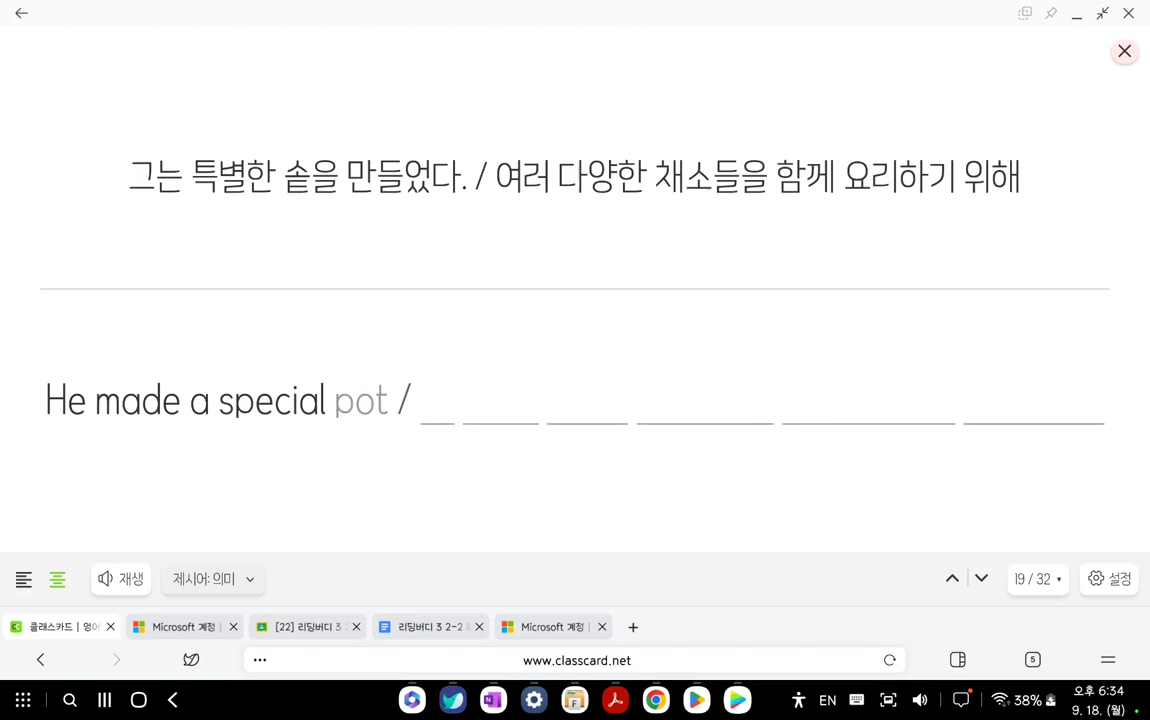 그는 특별한 솥을 만들었다. / 여러 다양한 채소들을 함께 요리하기 위해
He made a special pot /
재생
제시어: 의미
19 / 32
설정
클래스카드 | 영어
Microsoft 계정 |
[22] 리딩버디 3 2
리딩버디 3 2-2
Microsoft 계정 |
www.classcard.net
5
EN
38%
오후 6:34
9. 18. (월)